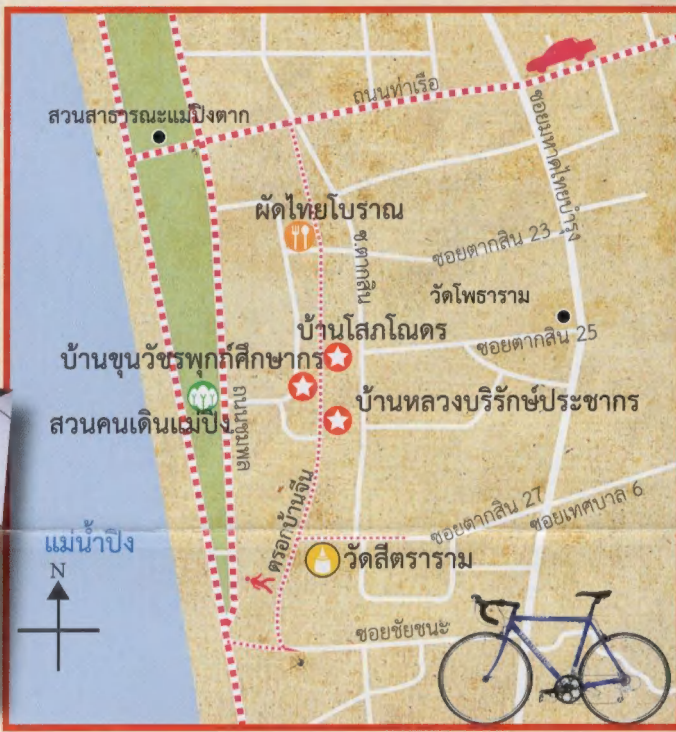 ถนนท่าเรือ
สวนสาธารณะแม่ปิงตาก
ซอยมหาดไทยบำรุง
ผัดไทยโบราณ
ซ.ตากสิน
ซอยตากสิน 23
วัดโพธาราม
บ้านโสภโณดร
ซอยตากสิน 25
บ้านขุนวัชรพุกก์ศึกษากร
บ้านหลวงบริรักษ์ประชากร
สวนคนเดินแม่ปิง
ถนนชุมพล
ตรอกบ้านจีน
ซอยตากสิน 27
ซอยเทศบาล 6
แม่น้ำปิง
วัดสีตราราม
N
ซอยชัยชนะ